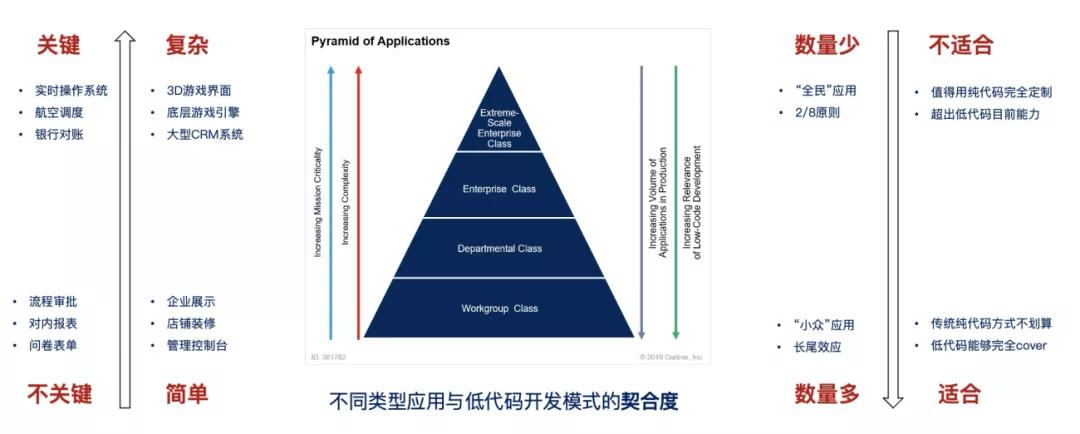 关键
复杂
• 实时操作系统
• 航空调度
• 银行对账
• 3D游戏界面
• 底层游戏引擎
• 大型CRM系统
• 流程审批
• 对内报表
• 问卷表单
• 企业展示
• 店铺装修
• 管理控制台
不关键
简单
Pyramid of Applications
Increasing Mission Criticality
Increasing Complexity
Extreme-
Scale
Enterprise
Class
Enterprise Class
Departmental Class
Workgroup Class
Increasing Volume of
Applications in Production
Increasing Relevance
of Low-Code Development
ID: 381782
© 2019 Gartner, Inc
不同类型应用与低代码开发模式的契合度
数量少
不适合
• “全民”应用
• 2/8原则
• 值得用纯代码完全定制
• 超出低代码目前能力
• “小众”应用
• 长尾效应
• 传统纯代码方式不划算
• 低代码能够完全cover
数量多
适合